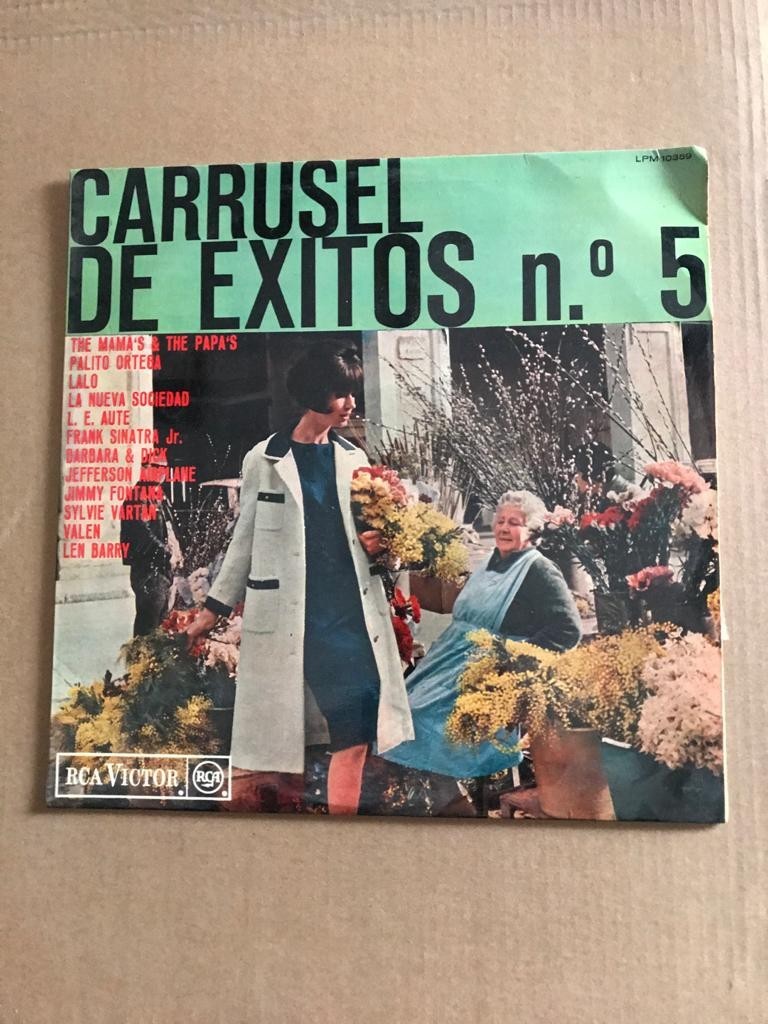 LPM 10359
CARRUSEL
DE EXITOS n.º 5
THE MAMA'S & THE PAPA'S
PALITO ORTEGA
LALO
LA NUEVA SOCIEDAD
L. E. AUTE
FRANK SINATRA Jr.
BARBARA & DICK
JEFFERSON AIRPLANE
JIMMY FONTANA
SYLVIE VARTAN
VALEN
LEN BARRY
RCA VICTOR RCA